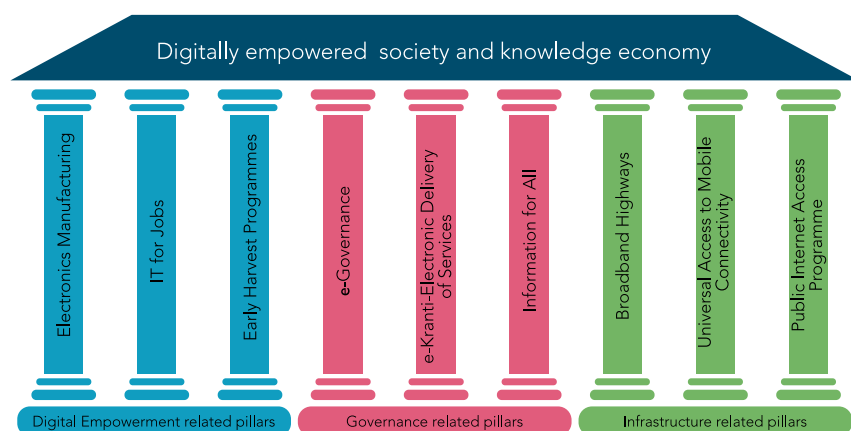 Digitally empowered society and knowledge economy
Electronics Manufacturing
IT for Jobs
Early Harvest Programmes
e-Governance
e-Kranti-Electronic Delivery
of Services
Information for All
Broadband Highways
Universal Access to Mobile
Connectivity
Public Internet Access
Programme
Digital Empowerment related pillars
Governance related pillars
Infrastructure related pillars